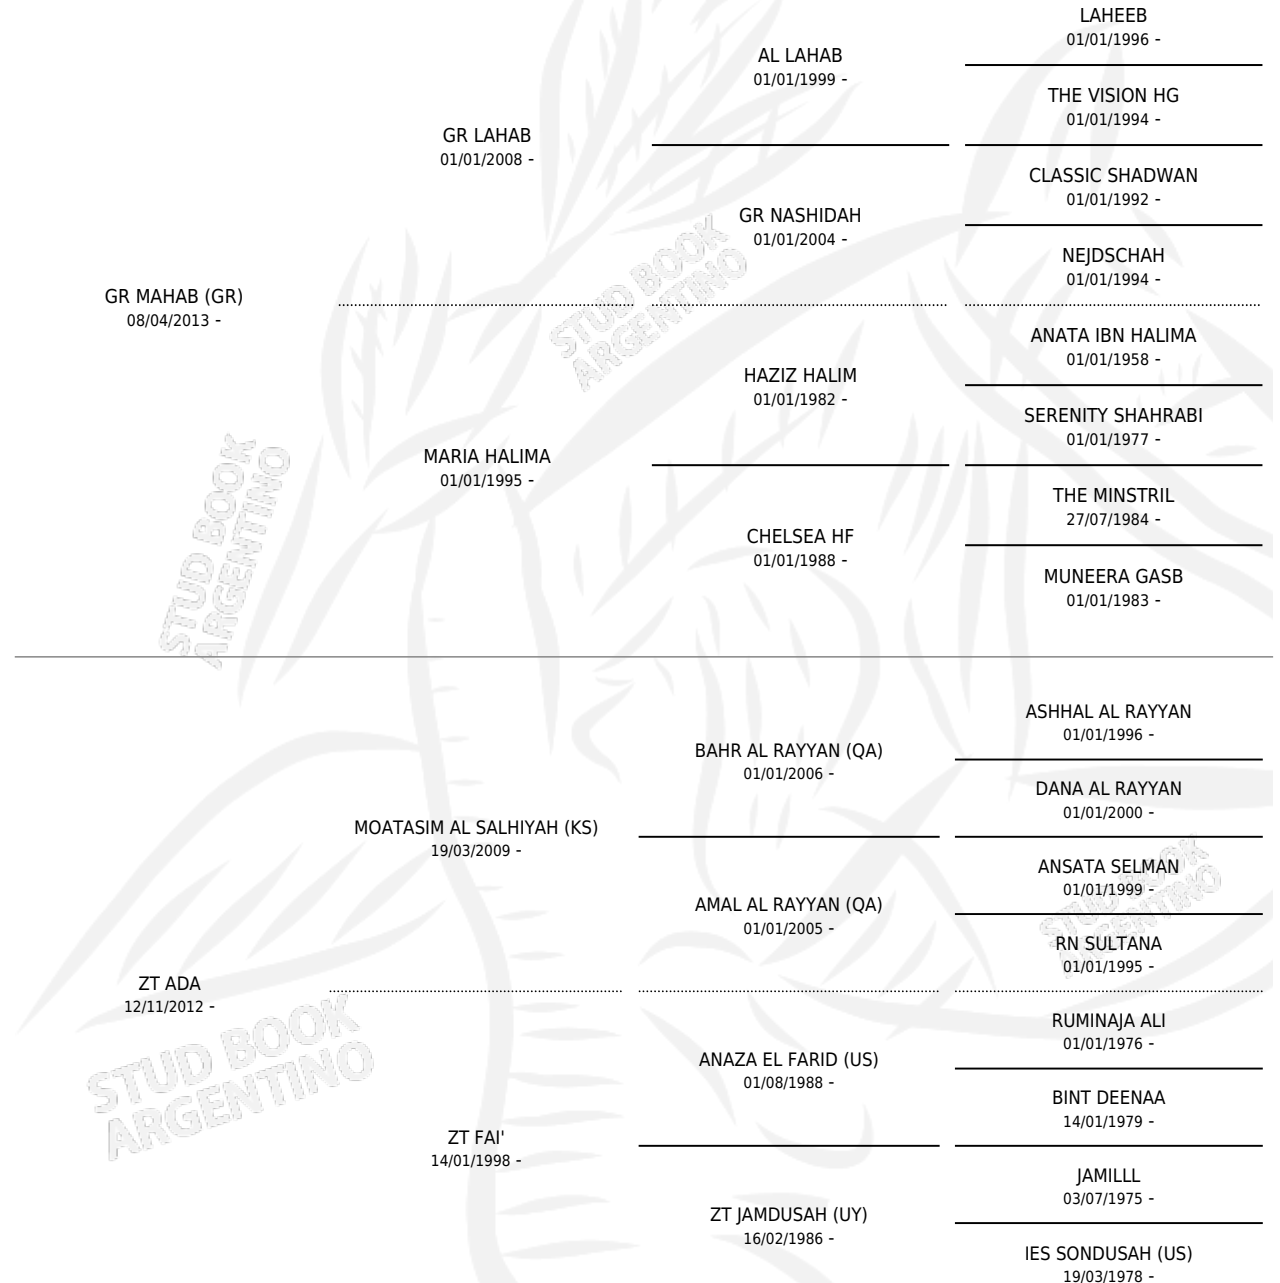 LAHEEB
01/01/1996 -
AL LAHAB
01/01/1999 -
THE VISION HG
01/01/1994 -
GR LAHAB
01/01/2008 -
CLASSIC SHADWAN
01/01/1992 -
GR NASHIDAH
01/01/2004 -
NEJDSCHAH
01/01/1994 -
GR MAHAB (GR)
08/04/2013 -
ANATA IBN HALIMA
01/01/1958 -
HAZIZ HALIM
01/01/1982 -
SERENITY SHAHRABI
01/01/1977 -
MARIA HALIMA
01/01/1995 -
THE MINSTRIL
27/07/1984 -
CHELSEA HF
01/01/1988 -
MUNEERA GASB
01/01/1983 -
STUD BOOK
ARGENTINO
STUD BOOK
ARGENTINO
ASHHAL AL RAYYAN
01/01/1996 -
BAHR AL RAYYAN (QA)
01/01/2006 -
DANA AL RAYYAN
01/01/2000 -
MOATASIM AL SALHIYAH (KS)
19/03/2009 -
ANSATA SELMAN
01/01/1999 -
AMAL AL RAYYAN (QA)
01/01/2005 -
RN SULTANA
01/01/1995 -
ZT ADA
12/11/2012 -
RUMINAJA ALI
01/01/1976 -
ANAZA EL FARID (US)
01/08/1988 -
BINT DEENAA
14/01/1979 -
ZT FAI'
14/01/1998 -
JAMILLL
03/07/1975 -
ZT JAMDUSAH (UY)
16/02/1986 -
IES SONDUSAH (US)
19/03/1978 -
STUD BOOK
ARGENTINO
STUD BOOK
ARGENTINO